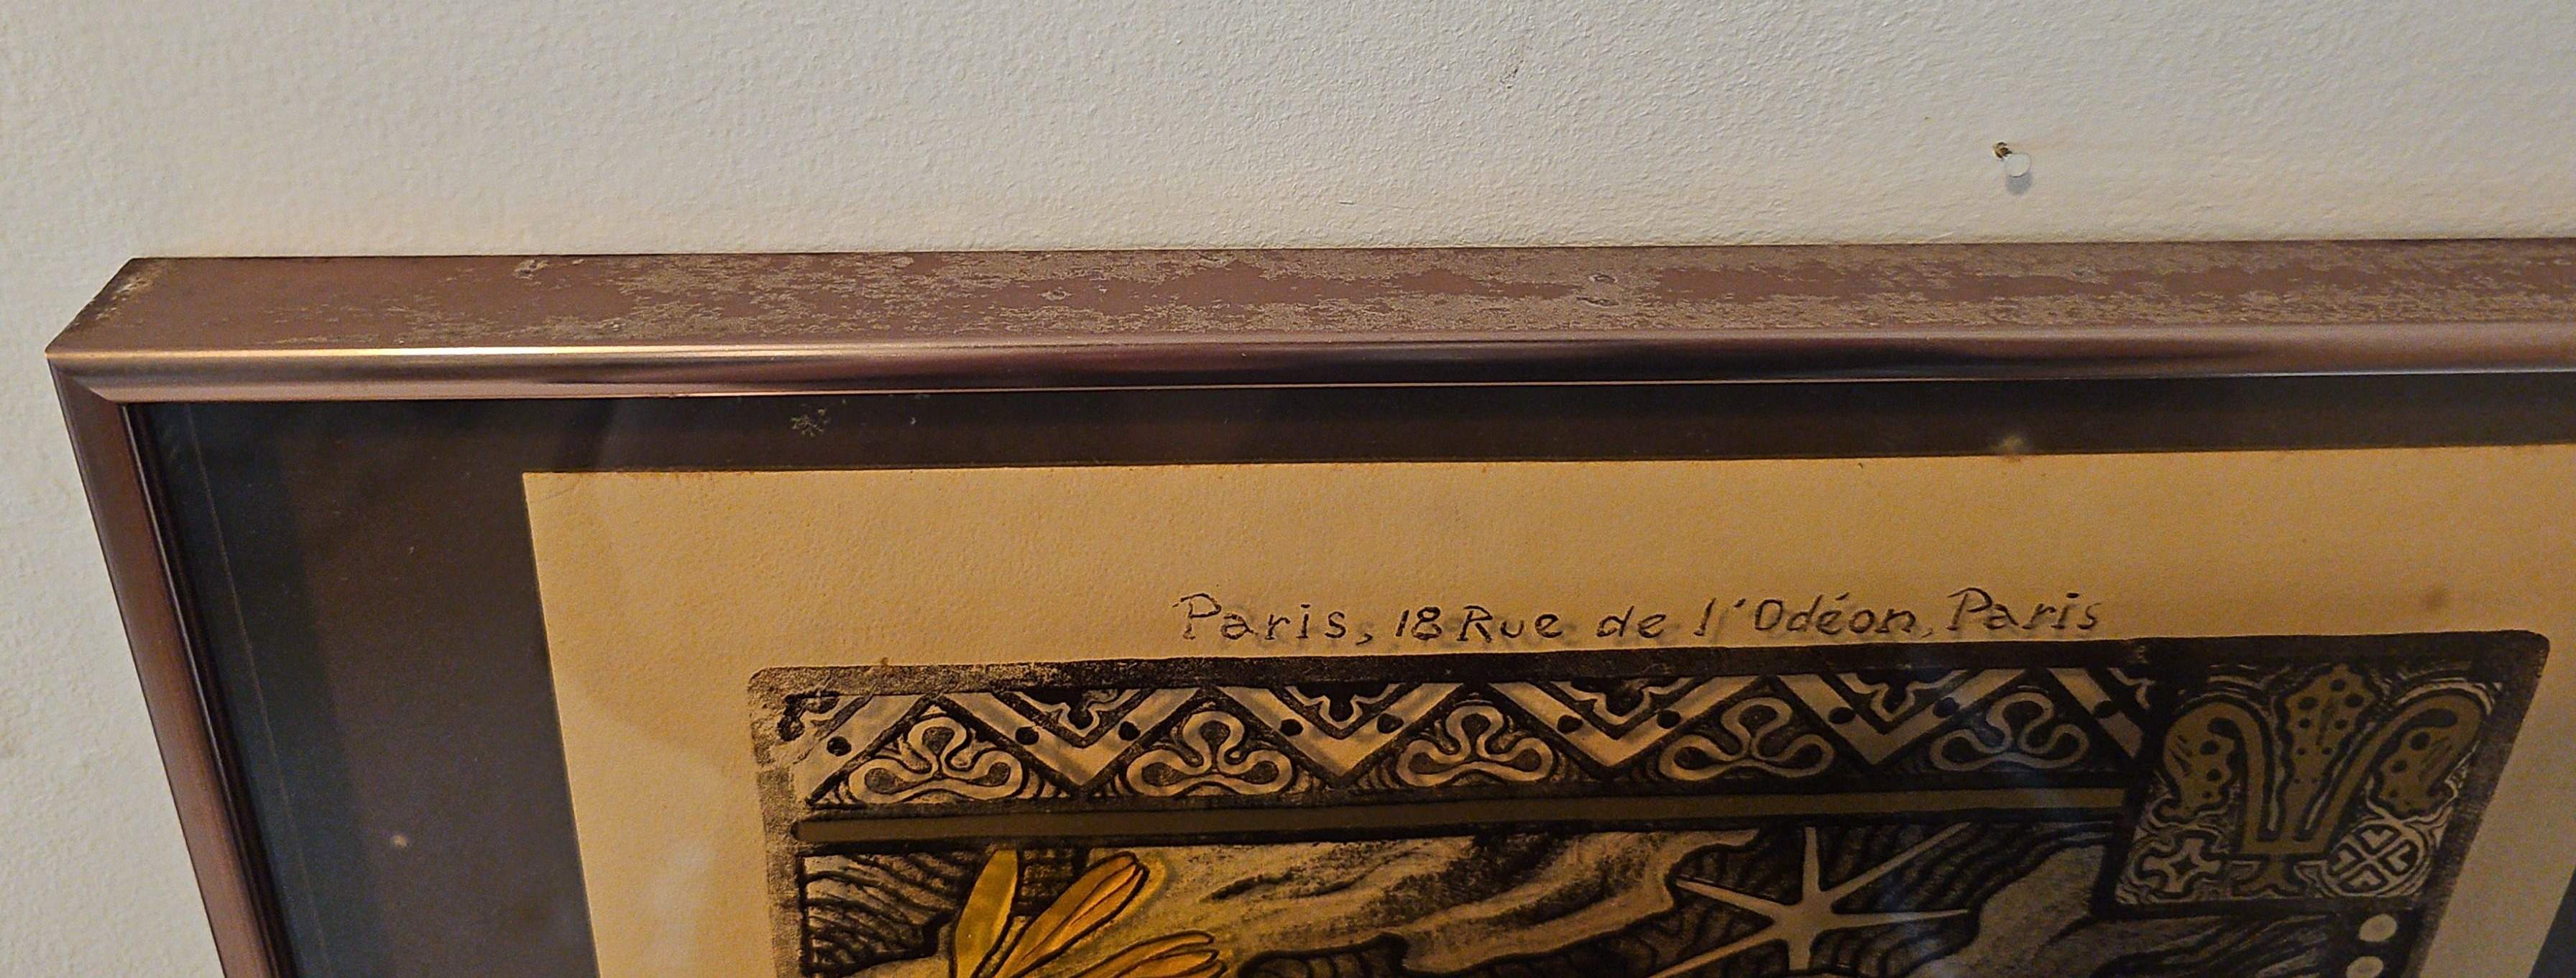 Paris, 18 Rue de l'Odéon, Paris